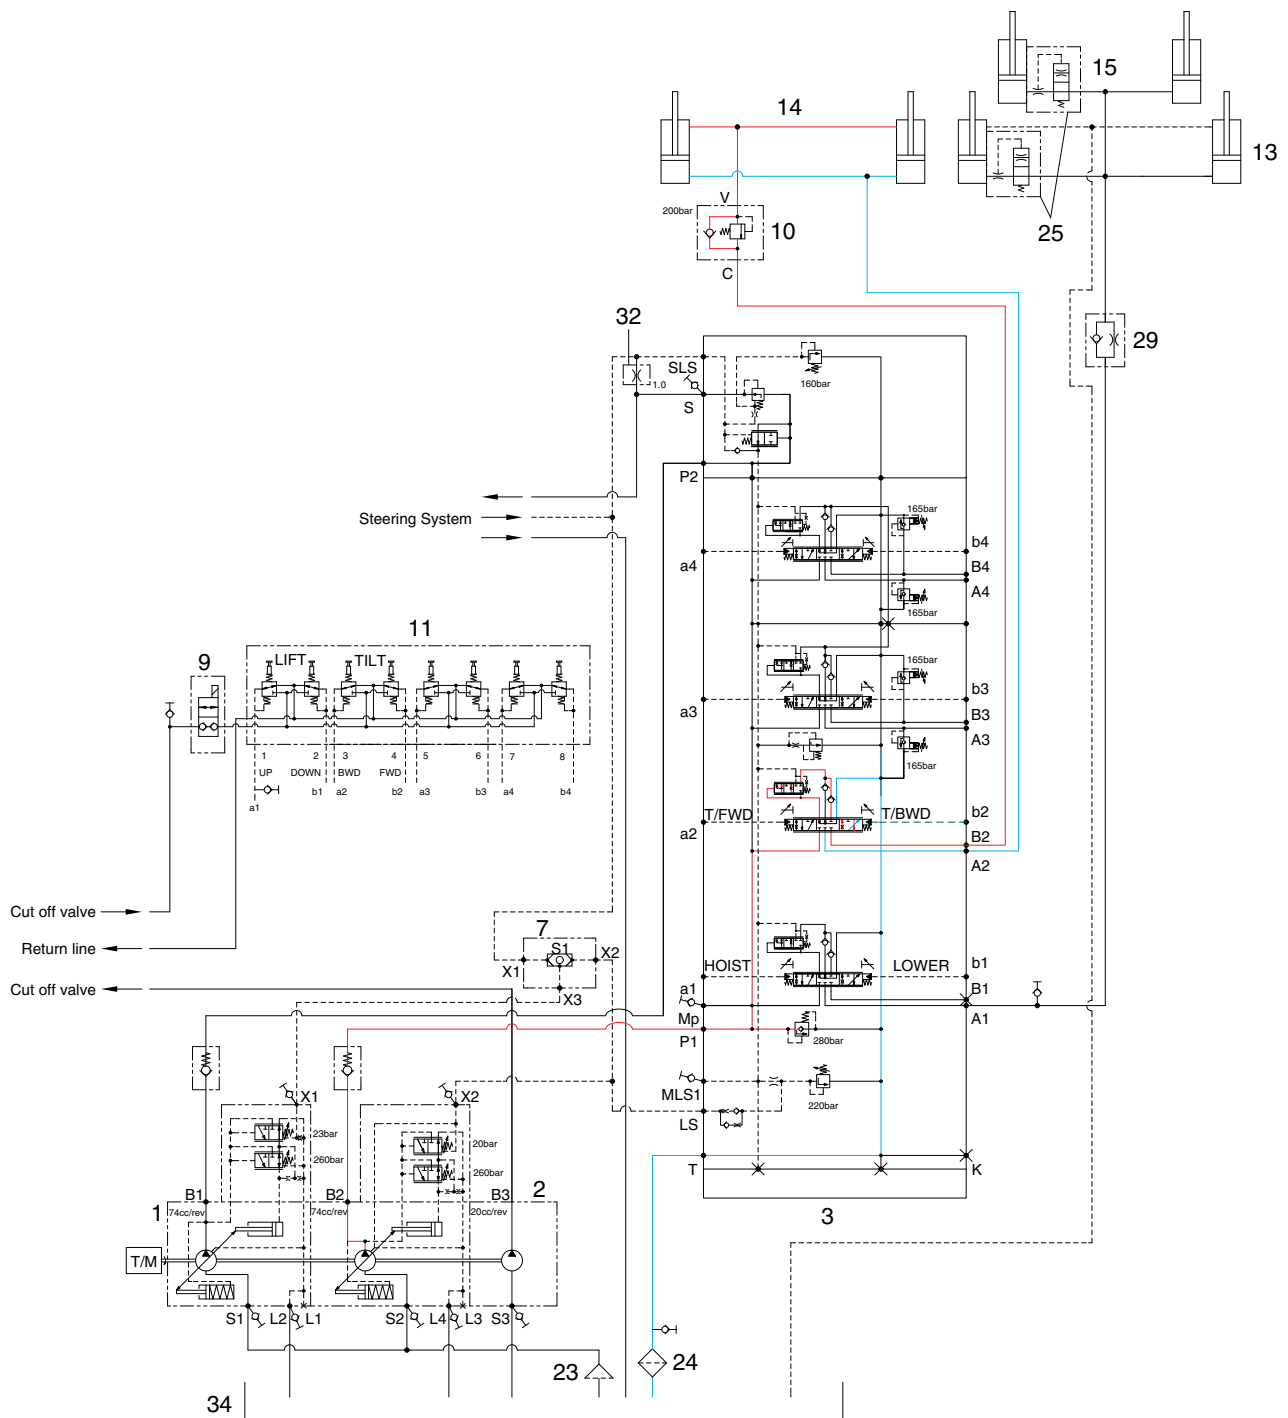 15
14
13
V
200bar
10
25
C
32
29
SLS
160bar
1.0
S
P2
Steering System
165bar
b4
a4
B4
A4
165bar
11
9
LIFT
TILT
165bar
b3
a3
B3
A3
165bar
1
2
3
4
5
6
7
8
UP
DOWN
BWD
FWD
a1
b1
a2
b2
a3
b3
a4
b4
T/FWD
T/BWD
b2
a2
B2
A2
Cut off valve
7
Return line
S1
X2
X1
HOIST
LOWER
b1
Cut off valve
X3
a1
B1
Mp
A1
P1
280bar
X1
X2
MLS1
220bar
LS
23bar
20bar
260bar
260bar
T
K
B1
B2
B3
2
1
74cc/rev
74cc/rev
20cc/rev
3
T/M
S1
L2
L1
S2
L4
L3
S3
23
24
34